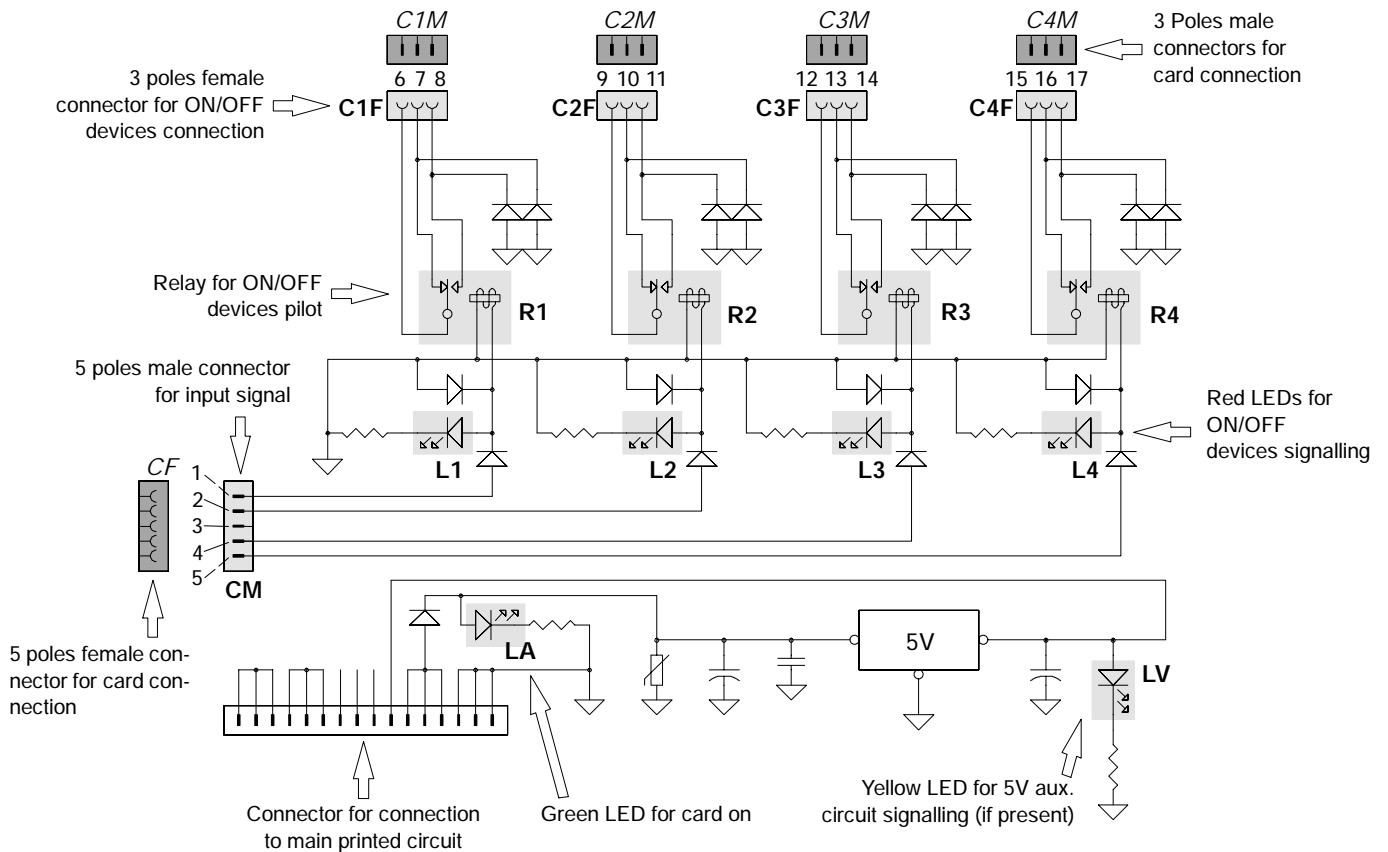 C1M
C2M
C3M
C4M
3 Poles male
connectors for
card connection
3 poles female
connector for ON/OFF
devices connection
6 7 8
9 10 11
12 13 14
15 16 17
C1F
C2F
C3F
C4F
Relay for ON/OFF
devices pilot
R1
R2
R3
R4
5 poles male connector
for input signal
Red LEDs for
ON/OFF
devices signalling
L1
L2
L3
L4
CF
1
2
3
4
5
CM
5 poles female con-
nector for card con-
nection
LA
5V
LV
Connector for connection
to main printed circuit
Green LED for card on
Yellow LED for 5V aux.
circuit signalling (if present)